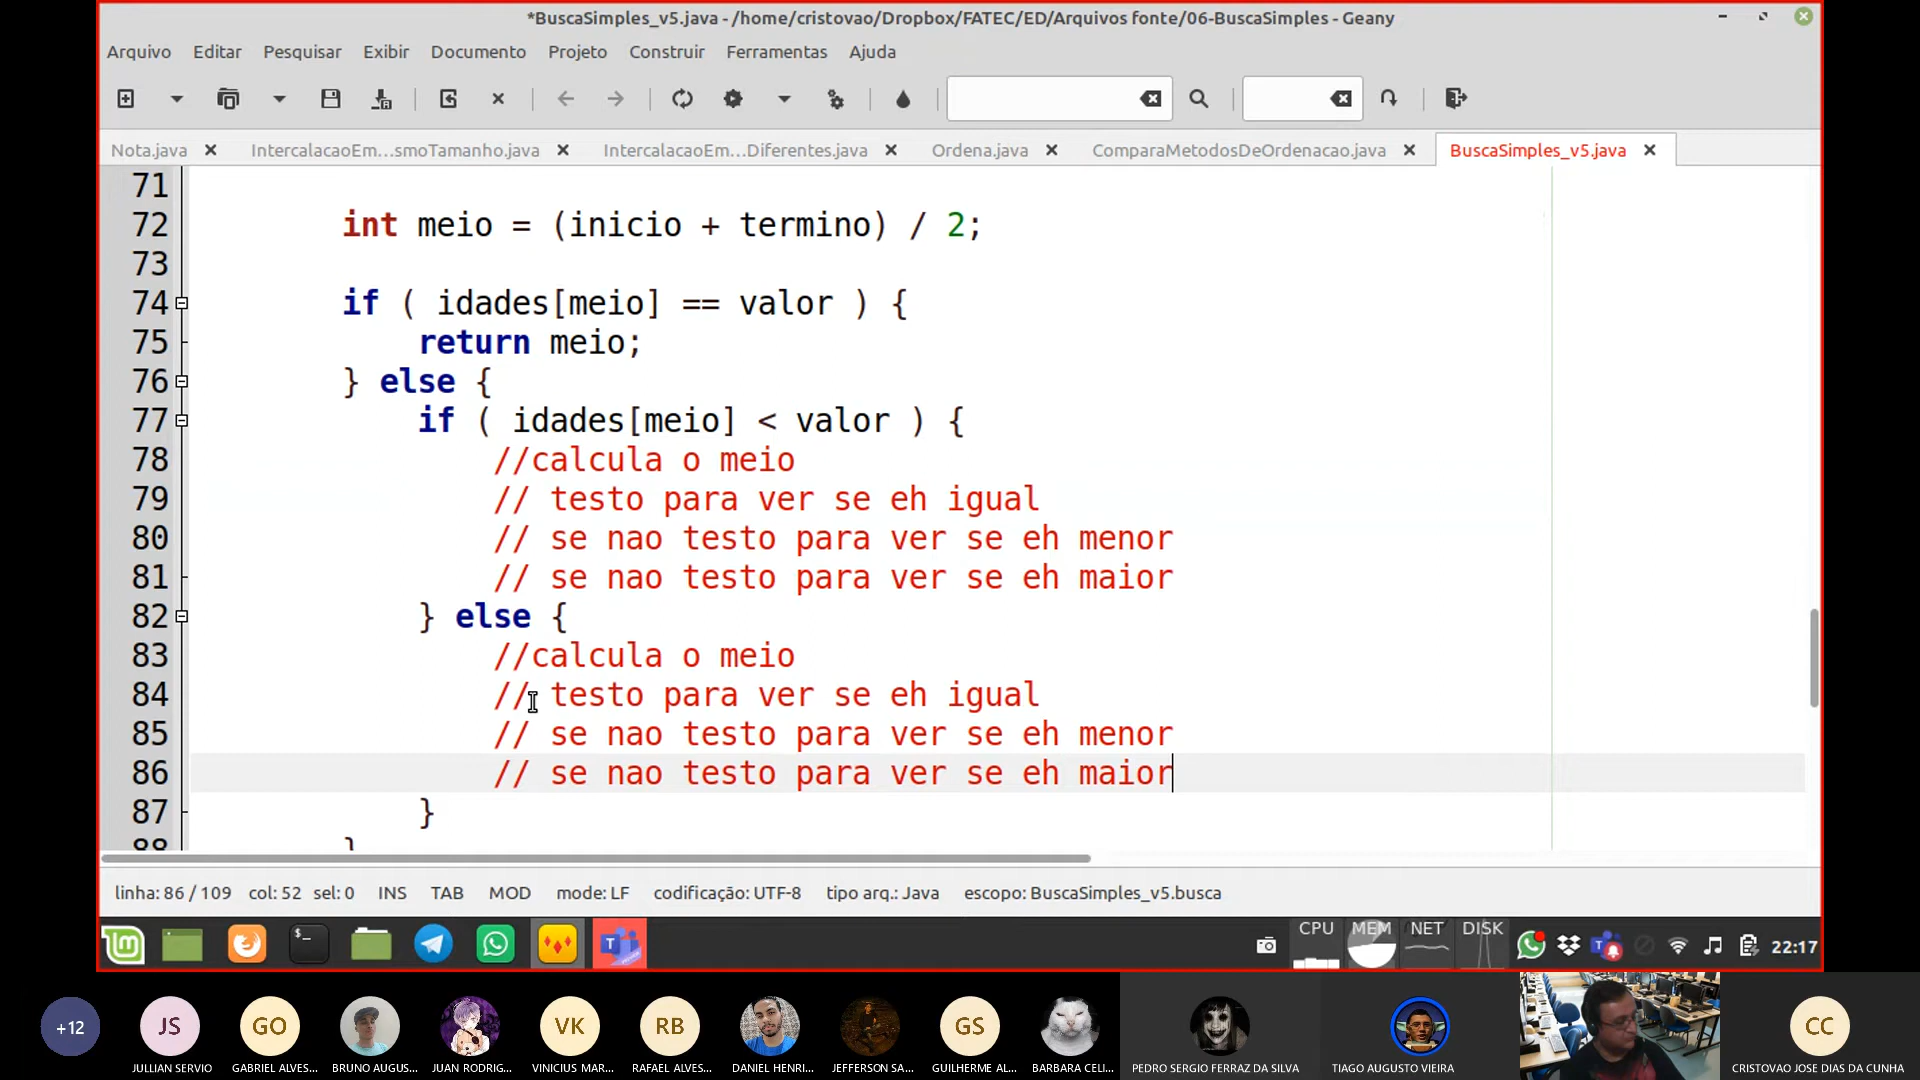 *BuscaSimples_v5.java - /home/cristovao/Dropbox/FATEC/ED/Arquivos fonte/06-BuscaSimples - Geany
Arquivo Editar Pesquisar Exibir Documento Projeto Construir Ferramentas Ajuda
Nota.java IntercalacaoEm...smoTamanho.java IntercalacaoEm...Diferentes.java Ordena.java ComparaMetodosDeOrdenacao.java BuscaSimples_v5.java
71
72 int meio = (inicio + termino) / 2;
73
74 if ( idades[meio] == valor ) {
75 return meio;
76 } else {
77 if ( idades[meio] < valor ) {
78 //calcula o meio
79 // testo para ver se eh igual
80 // se nao testo para ver se eh menor
81 // se nao testo para ver se eh maior
82 } else {
83 //calcula o meio
84 // testo para ver se eh igual
85 // se nao testo para ver se eh menor
86 // se nao testo para ver se eh maior
87 }
88 }
linha: 86 / 109 col: 52 sel: 0 INS TAB MOD mode: LF codificação: UTF-8 tipo arq.: Java escopo: BuscaSimples_v5.busca
CPU MEM NET DISK 22:17
+12 JS GO VK RB GS CC
JULLIAN SERVIO GABRIEL ALVES... BRUNO AUGUS... JUAN RODRIG... VINICIUS MAR... RAFAEL ALVES... DANIEL HENRI... JEFFERSON SA... GUILHERME AL... BARBARA CELI... PEDRO SERGIO FERRAZ DA SILVA TIAGO AUGUSTO VIEIRA CRISTOVAO JOSE DIAS DA CUNHA